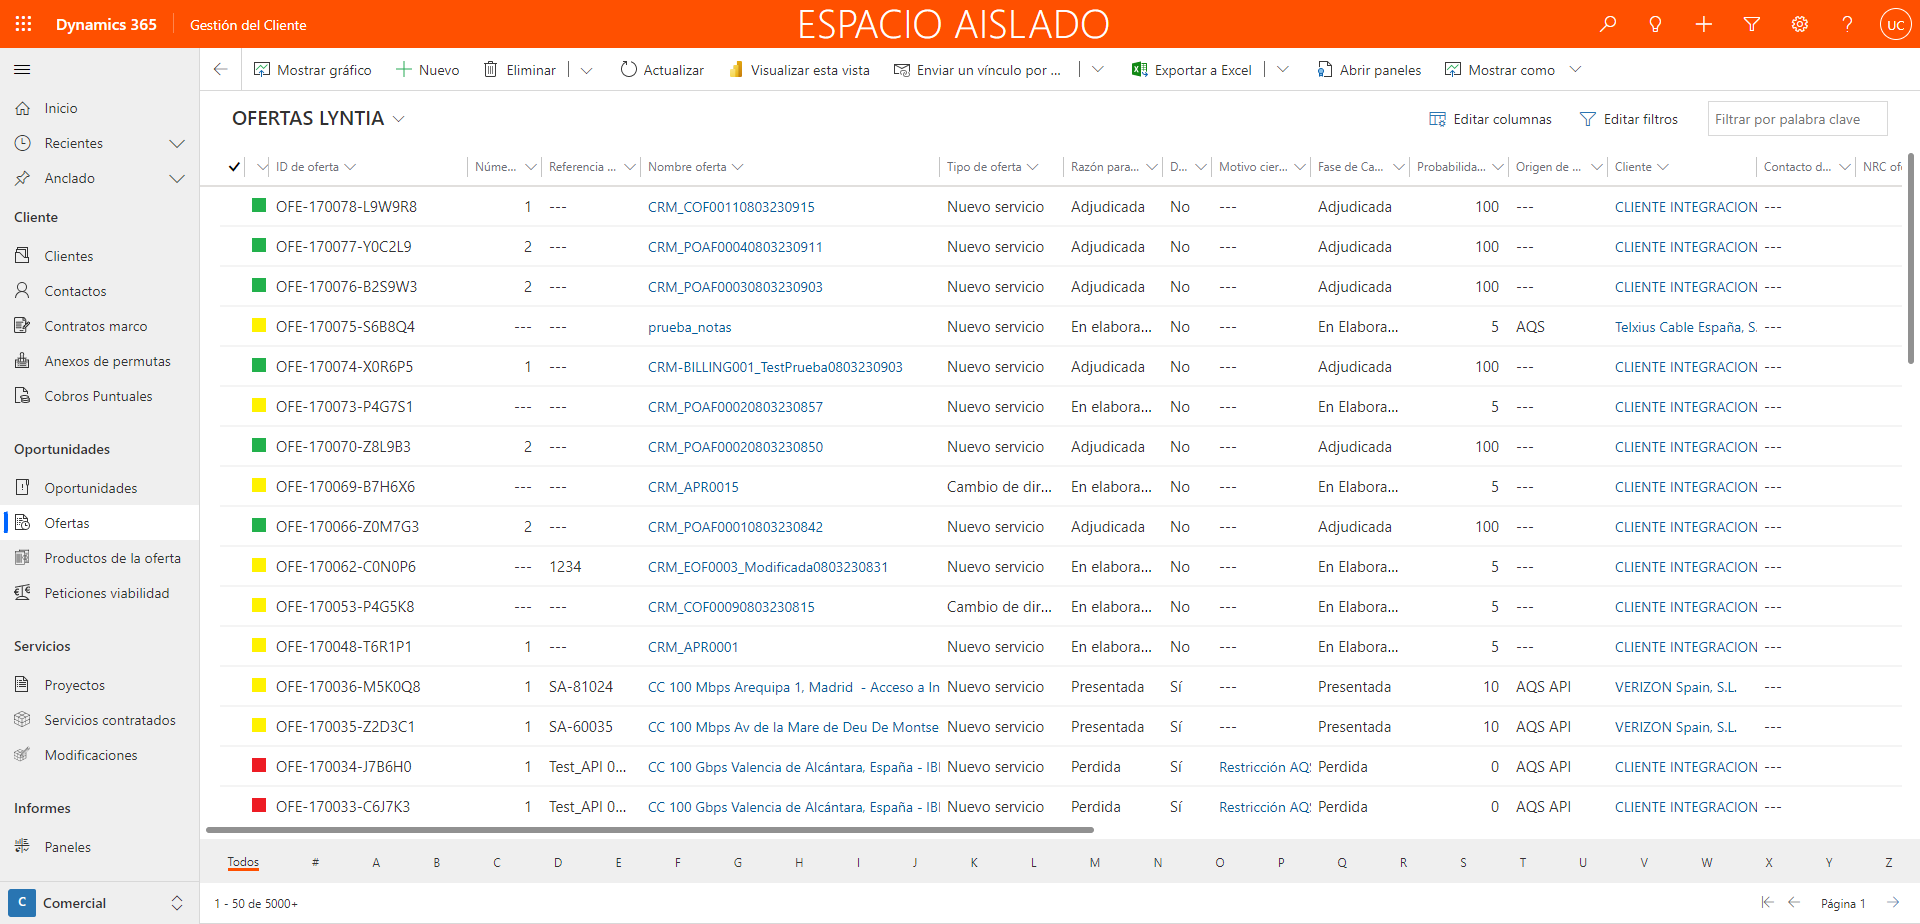 Dynamics 365 Gestión del Cliente ESPACIO AISLADO UC
Mostrar gráfico Nuevo Eliminar Actualizar Visualizar esta vista Enviar un vínculo por ... Exportar a Excel Abrir paneles Mostrar como
Inicio
Recientes
Anclado
Cliente
Clientes
Contactos
Contratos marco
Anexos de permutas
Cobros Puntuales
Oportunidades
Oportunidades
Ofertas
Productos de la oferta
Peticiones viabilidad
Servicios
Proyectos
Servicios contratados
Modificaciones
Informes
Paneles
C Comercial
OFERTAS LYNTIA Editar columnas Editar filtros Filtrar por palabra clave
ID de oferta Núme... Referencia ... Nombre oferta Tipo de oferta Razón para... D... Motivo cier... Fase de Ca... Probabilida... Origen de ... Cliente Contacto d... NRC ofe
OFE-170078-L9W9R8 1 --- CRM_COF00110803230915 Nuevo servicio Adjudicada No --- Adjudicada 100 --- CLIENTE INTEGRACION ---
OFE-170077-Y0C2L9 2 --- CRM_POAF00040803230911 Nuevo servicio Adjudicada No --- Adjudicada 100 --- CLIENTE INTEGRACION ---
OFE-170076-B2S9W3 2 --- CRM_POAF00030803230903 Nuevo servicio Adjudicada No --- Adjudicada 100 --- CLIENTE INTEGRACION ---
OFE-170075-S6B8Q4 --- --- prueba_notas Nuevo servicio En elabora... No --- En Elabora... 5 AQS Telxius Cable España, S. ---
OFE-170074-X0R6P5 1 --- CRM-BILLING001_TestPrueba0803230903 Nuevo servicio Adjudicada No --- Adjudicada 100 --- CLIENTE INTEGRACION ---
OFE-170073-P4G7S1 --- --- CRM_POAF00020803230857 Nuevo servicio En elabora... No --- En Elabora... 5 --- CLIENTE INTEGRACION ---
OFE-170070-Z8L9B3 2 --- CRM_POAF00020803230850 Nuevo servicio Adjudicada No --- Adjudicada 100 --- CLIENTE INTEGRACION ---
OFE-170069-B7H6X6 --- --- CRM_APR0015 Cambio de dir... En elabora... No --- En Elabora... 5 --- CLIENTE INTEGRACION ---
OFE-170066-Z0M7G3 2 --- CRM_POAF00010803230842 Nuevo servicio Adjudicada No --- Adjudicada 100 --- CLIENTE INTEGRACION ---
OFE-170062-C0N0P6 --- 1234 CRM_EOF0003_Modificada0803230831 Nuevo servicio En elabora... No --- En Elabora... 5 --- CLIENTE INTEGRACION ---
OFE-170053-P4G5K8 --- --- CRM_COF00090803230815 Cambio de dir... En elabora... No --- En Elabora... 5 --- CLIENTE INTEGRACION ---
OFE-170048-T6R1P1 1 --- CRM_APR0001 Nuevo servicio En elabora... No --- En Elabora... 5 --- CLIENTE INTEGRACION ---
OFE-170036-M5K0Q8 1 SA-81024 CC 100 Mbps Arequipa 1, Madrid - Acceso a In Nuevo servicio Presentada Sí --- Presentada 10 AQS API VERIZON Spain, S.L. ---
OFE-170035-Z2D3C1 1 SA-60035 CC 100 Mbps Av de la Mare de Deu De Montse Nuevo servicio Presentada Sí --- Presentada 10 AQS API VERIZON Spain, S.L. ---
OFE-170034-J7B6H0 1 Test_API 0... CC 100 Gbps Valencia de Alcántara, España - IBI Nuevo servicio Perdida Sí Restricción AQS Perdida 0 AQS API CLIENTE INTEGRACION ---
OFE-170033-C6J7K3 1 Test_API 0... CC 100 Gbps Valencia de Alcántara, España - IBI Nuevo servicio Perdida Sí Restricción AQS Perdida 0 AQS API CLIENTE INTEGRACION ---
Todos # A B C D E F G H I J K L M N O P Q R S T U V W X Y Z
1 - 50 de 5000+ Página 1